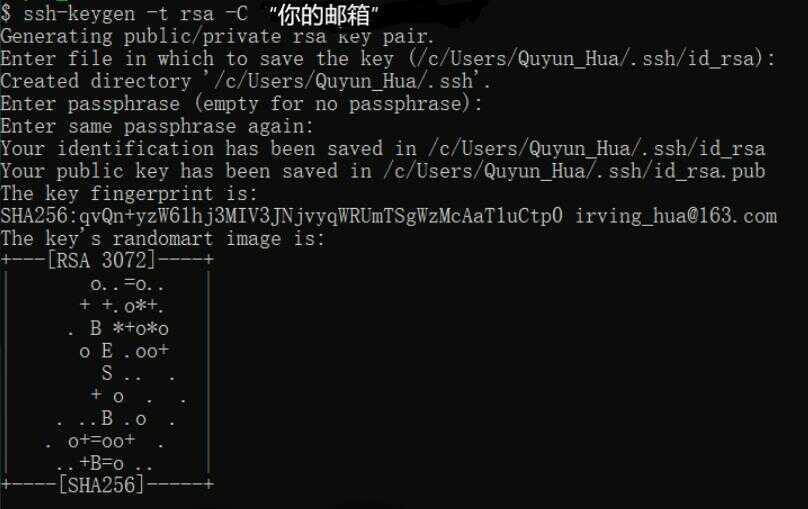 $ ssh-keygen -t rsa -C “你的邮箱”
Generating public/private rsa key pair.
Enter file in which to save the key (/c/Users/Quyun_Hua/.ssh/id_rsa):
Created directory '/c/Users/Quyun_Hua/.ssh'.
Enter passphrase (empty for no passphrase):
Enter same passphrase again:
Your identification has been saved in /c/Users/Quyun_Hua/.ssh/id_rsa
Your public key has been saved in /c/Users/Quyun_Hua/.ssh/id_rsa.pub
The key fingerprint is:
SHA256:qvQn+yzW61hj3MIV3JNjvyqWRUmTSgWzMcAaT1uCtp0 irving_hua@163.com
The key's randomart image is:
+---[RSA 3072]----+
|       o..=o..   |
|      + +.o*+.   |
|     . B *+o*o   |
|      o E .oo+   |
|        S ..  .  |
|       + o  .  . |
|    . ..B .o  .  |
|   . o+=oo+  .   |
|    ..+B=o ..    |
+----[SHA256]-----+